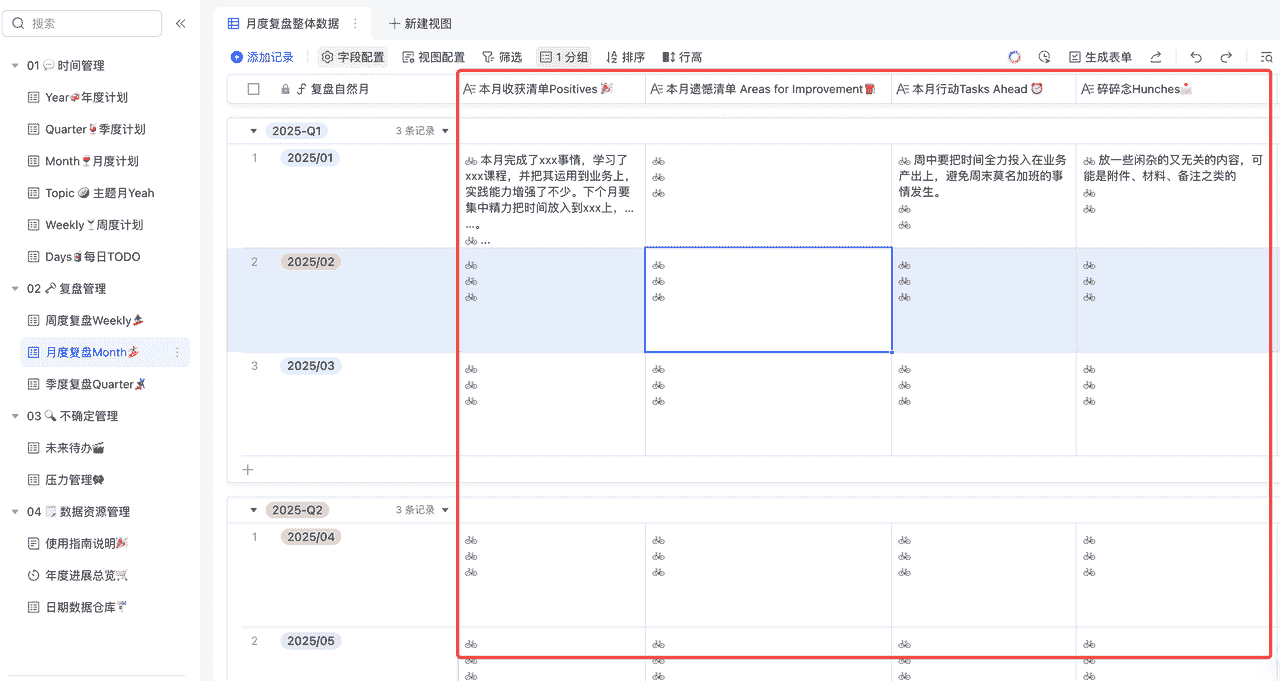 搜索
01 💬 时间管理
Year年度计划
Quarter🍹季度计划
Month🍷月度计划
Topic 主题月Yeah
Weekly🍸周度计划
Days每日TODO
02 🔑 复盘管理
周度复盘Weekly
月度复盘Month
季度复盘Quarter
03 🔍 不确定管理
未来待办🎬
压力管理
04 🗒️ 数据资源管理
使用指南说明🎉
年度进展总览🛒
日期数据仓库
月度复盘整体数据
新建视图
添加记录 字段配置 视图配置 筛选 1 分组 排序 行高 生成表单
复盘自然月 本月收获清单Positives🎉 本月遗憾清单 Areas for Improvement 本月行动Tasks Ahead ⏰ 碎碎念Hunches📩
2025-Q1 3 条记录
1 2025/01
🚲 本月完成了xxx事情，学习了
xxx课程，并把其运用到业务上，
实践能力增强了不少。下个月要
集中精力把时间放入到xxx上，...
...。
🚲 ...
🚲
🚲
🚲
🚲 周中要把时间全力投入在业务
产出上，避免周末莫名加班的事
情发生。
🚲
🚲
🚲 放一些闲杂的又无关的内容，可
能是附件、材料、备注之类的
🚲
🚲
2 2025/02
🚲 🚲 🚲 🚲
🚲 🚲 🚲 🚲
🚲 🚲 🚲 🚲
3 2025/03
🚲 🚲 🚲 🚲
🚲 🚲 🚲 🚲
🚲 🚲 🚲 🚲
2025-Q2 3 条记录
1 2025/04
🚲 🚲 🚲 🚲
🚲 🚲 🚲 🚲
🚲 🚲 🚲 🚲
2 2025/05
🚲 🚲 🚲 🚲
🚲 🚲 🚲 🚲
🚲 🚲 🚲 🚲